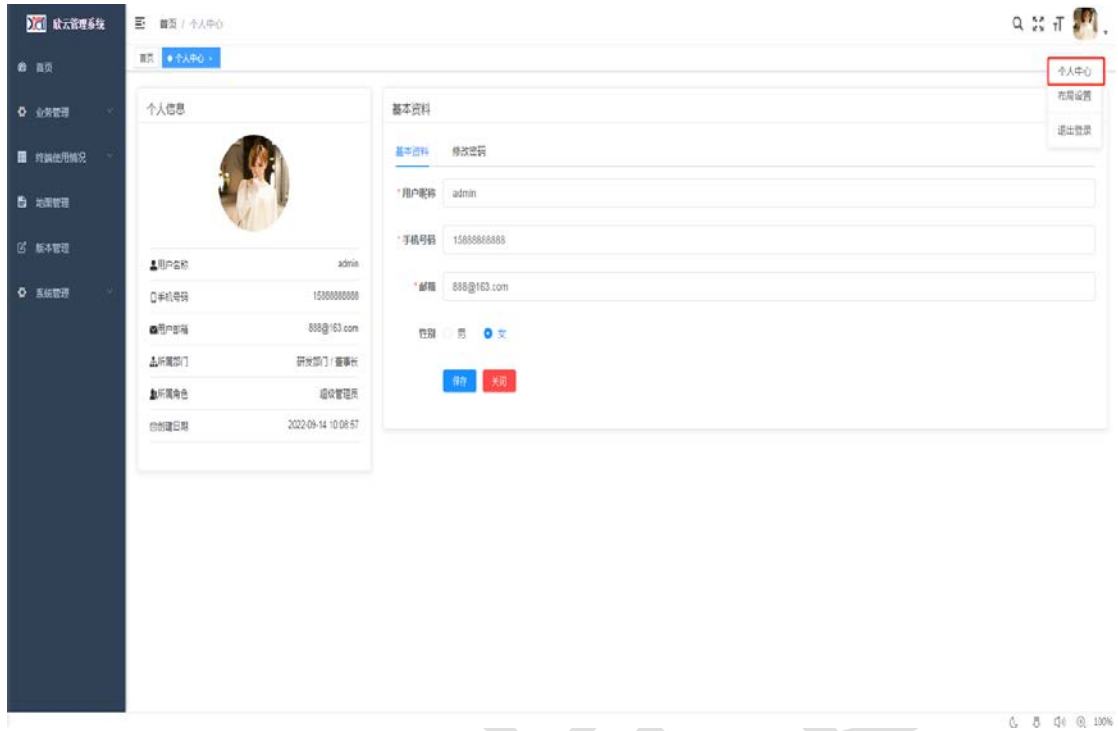 欣云管理系统
首页 / 个人中心
首页
个人中心 ×
首页
业务管理
终端使用情况
地图管理
版本管理
系统管理
个人中心
布局设置
退出登录
个人信息
用户名称 admin
手机号码 15888888888
用户邮箱 888@163.com
所属部门 研发部门 / 董事长
所属角色 超级管理员
创建日期 2022-09-14 10:08:57
基本资料
基本资料 修改密码
* 用户昵称 admin
* 手机号码 15888888888
* 邮箱 888@163.com
性别 男 女
保存 关闭
100%